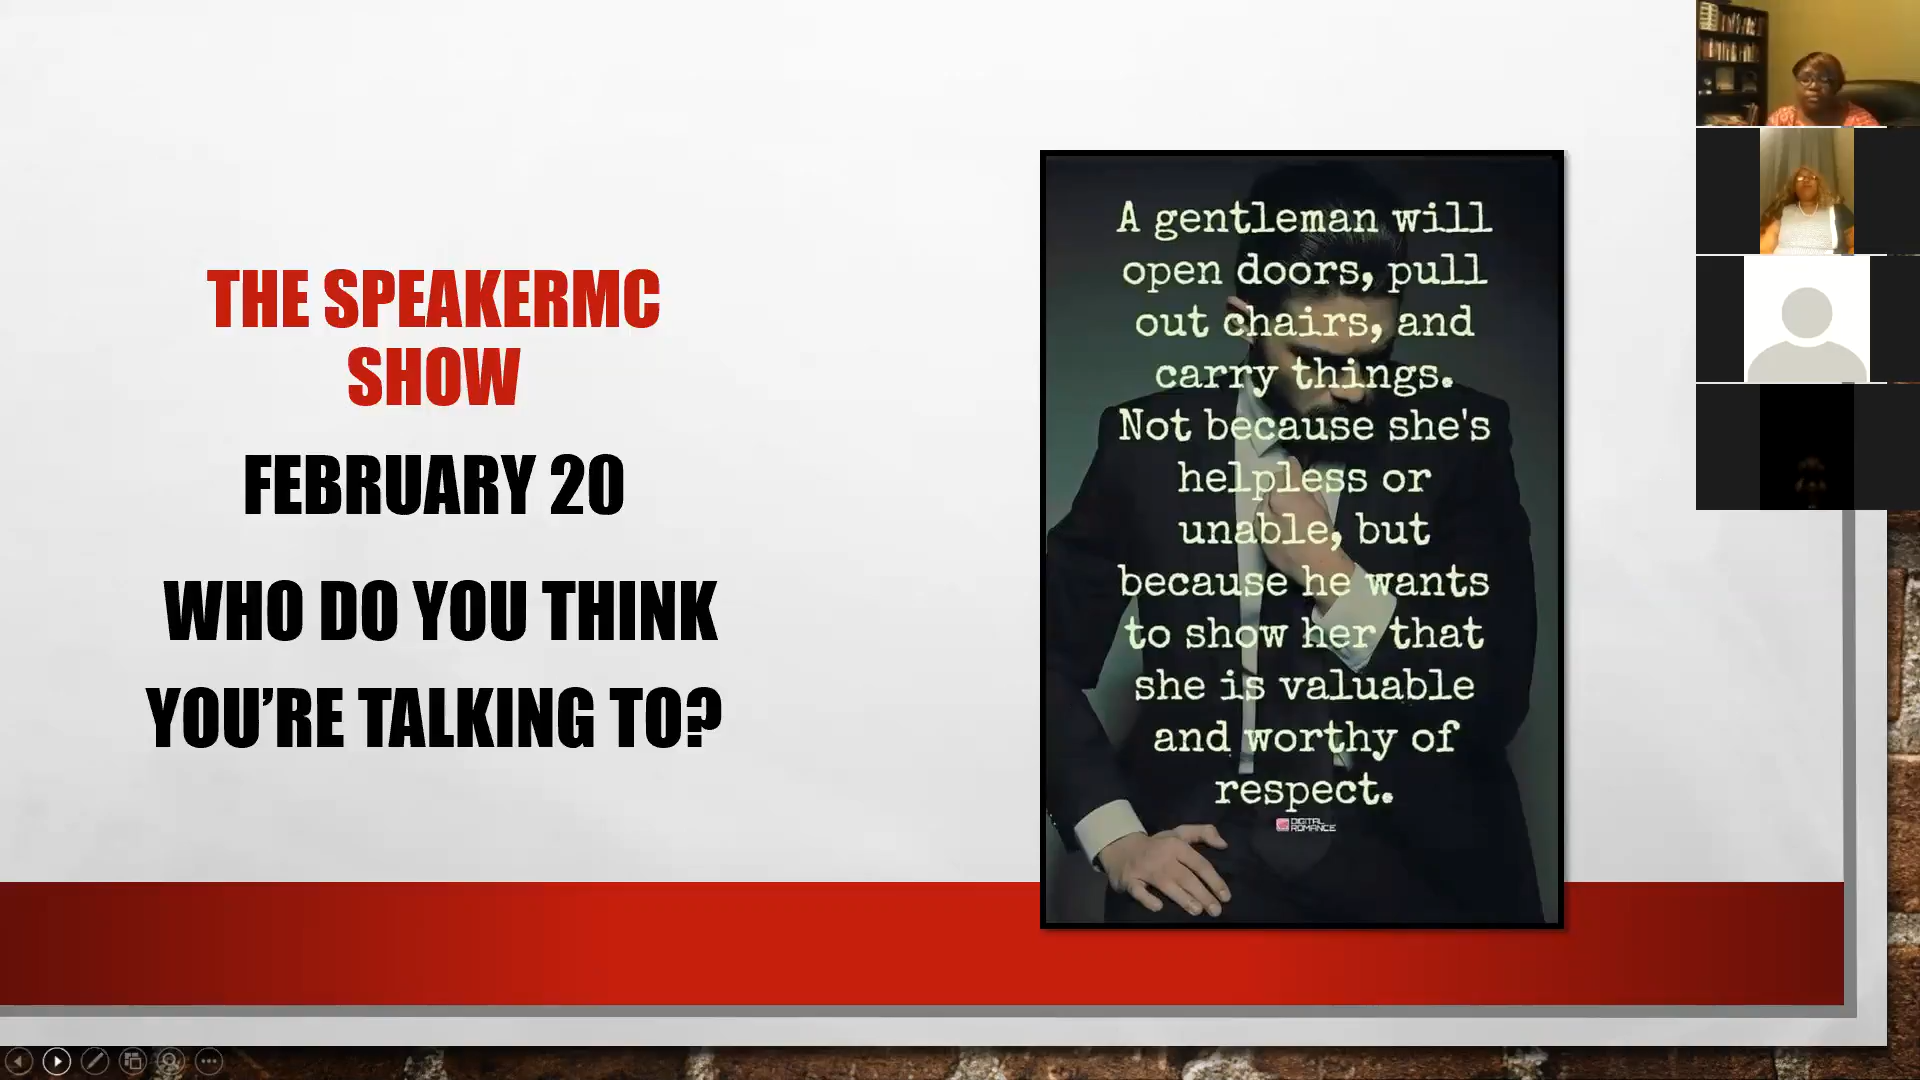 THE SPEAKERMC
SHOW
FEBRUARY 20
WHO DO YOU THINK
YOU’RE TALKING TO?
A gentleman will
open doors, pull
out chairs, and
carry things.
Not because she's
helpless or
unable, but
because he wants
to show her that
she is valuable
and worthy of
respect.
DIGITAL
ROMANCE